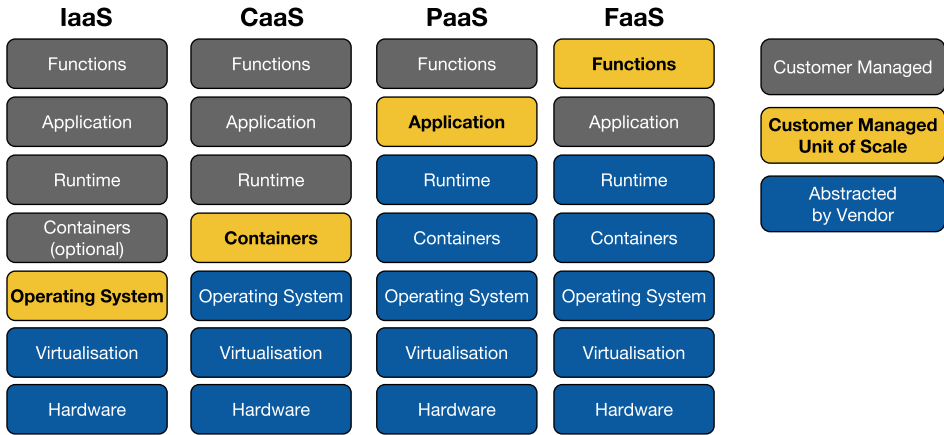 IaaS
CaaS
PaaS
FaaS
Functions
Functions
Functions
Functions
Customer Managed
Application
Application
Application
Application
Customer Managed
Unit of Scale
Runtime
Runtime
Runtime
Runtime
Abstracted
by Vendor
Containers
(optional)
Containers
Containers
Containers
Operating System
Operating System
Operating System
Operating System
Virtualisation
Virtualisation
Virtualisation
Virtualisation
Hardware
Hardware
Hardware
Hardware